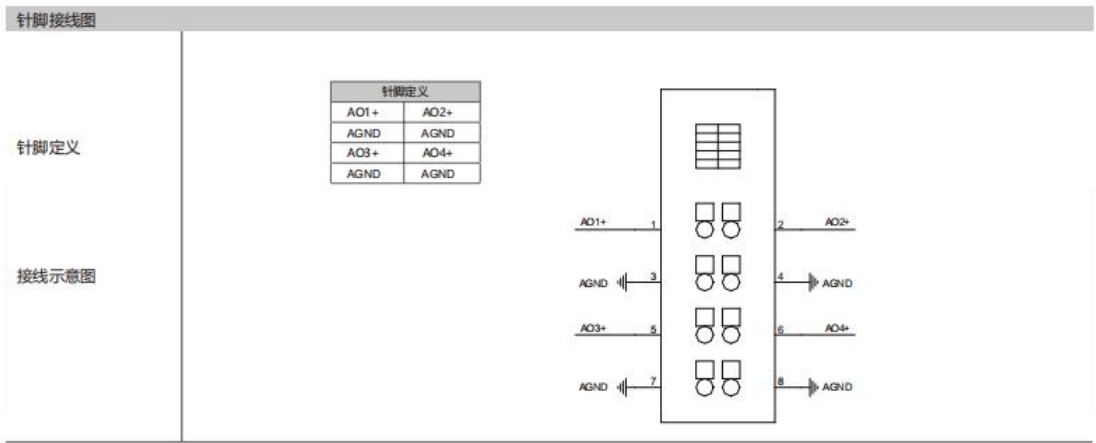 针脚接线图
针脚定义
针脚定义
AO1+ AO2+
AGND AGND
AO3+ AO4+
AGND AGND
接线示意图
AO1+ 1 2 AO2+
AGND 3 4 AGND
AO3+ 5 6 AO4+
AGND 7 8 AGND